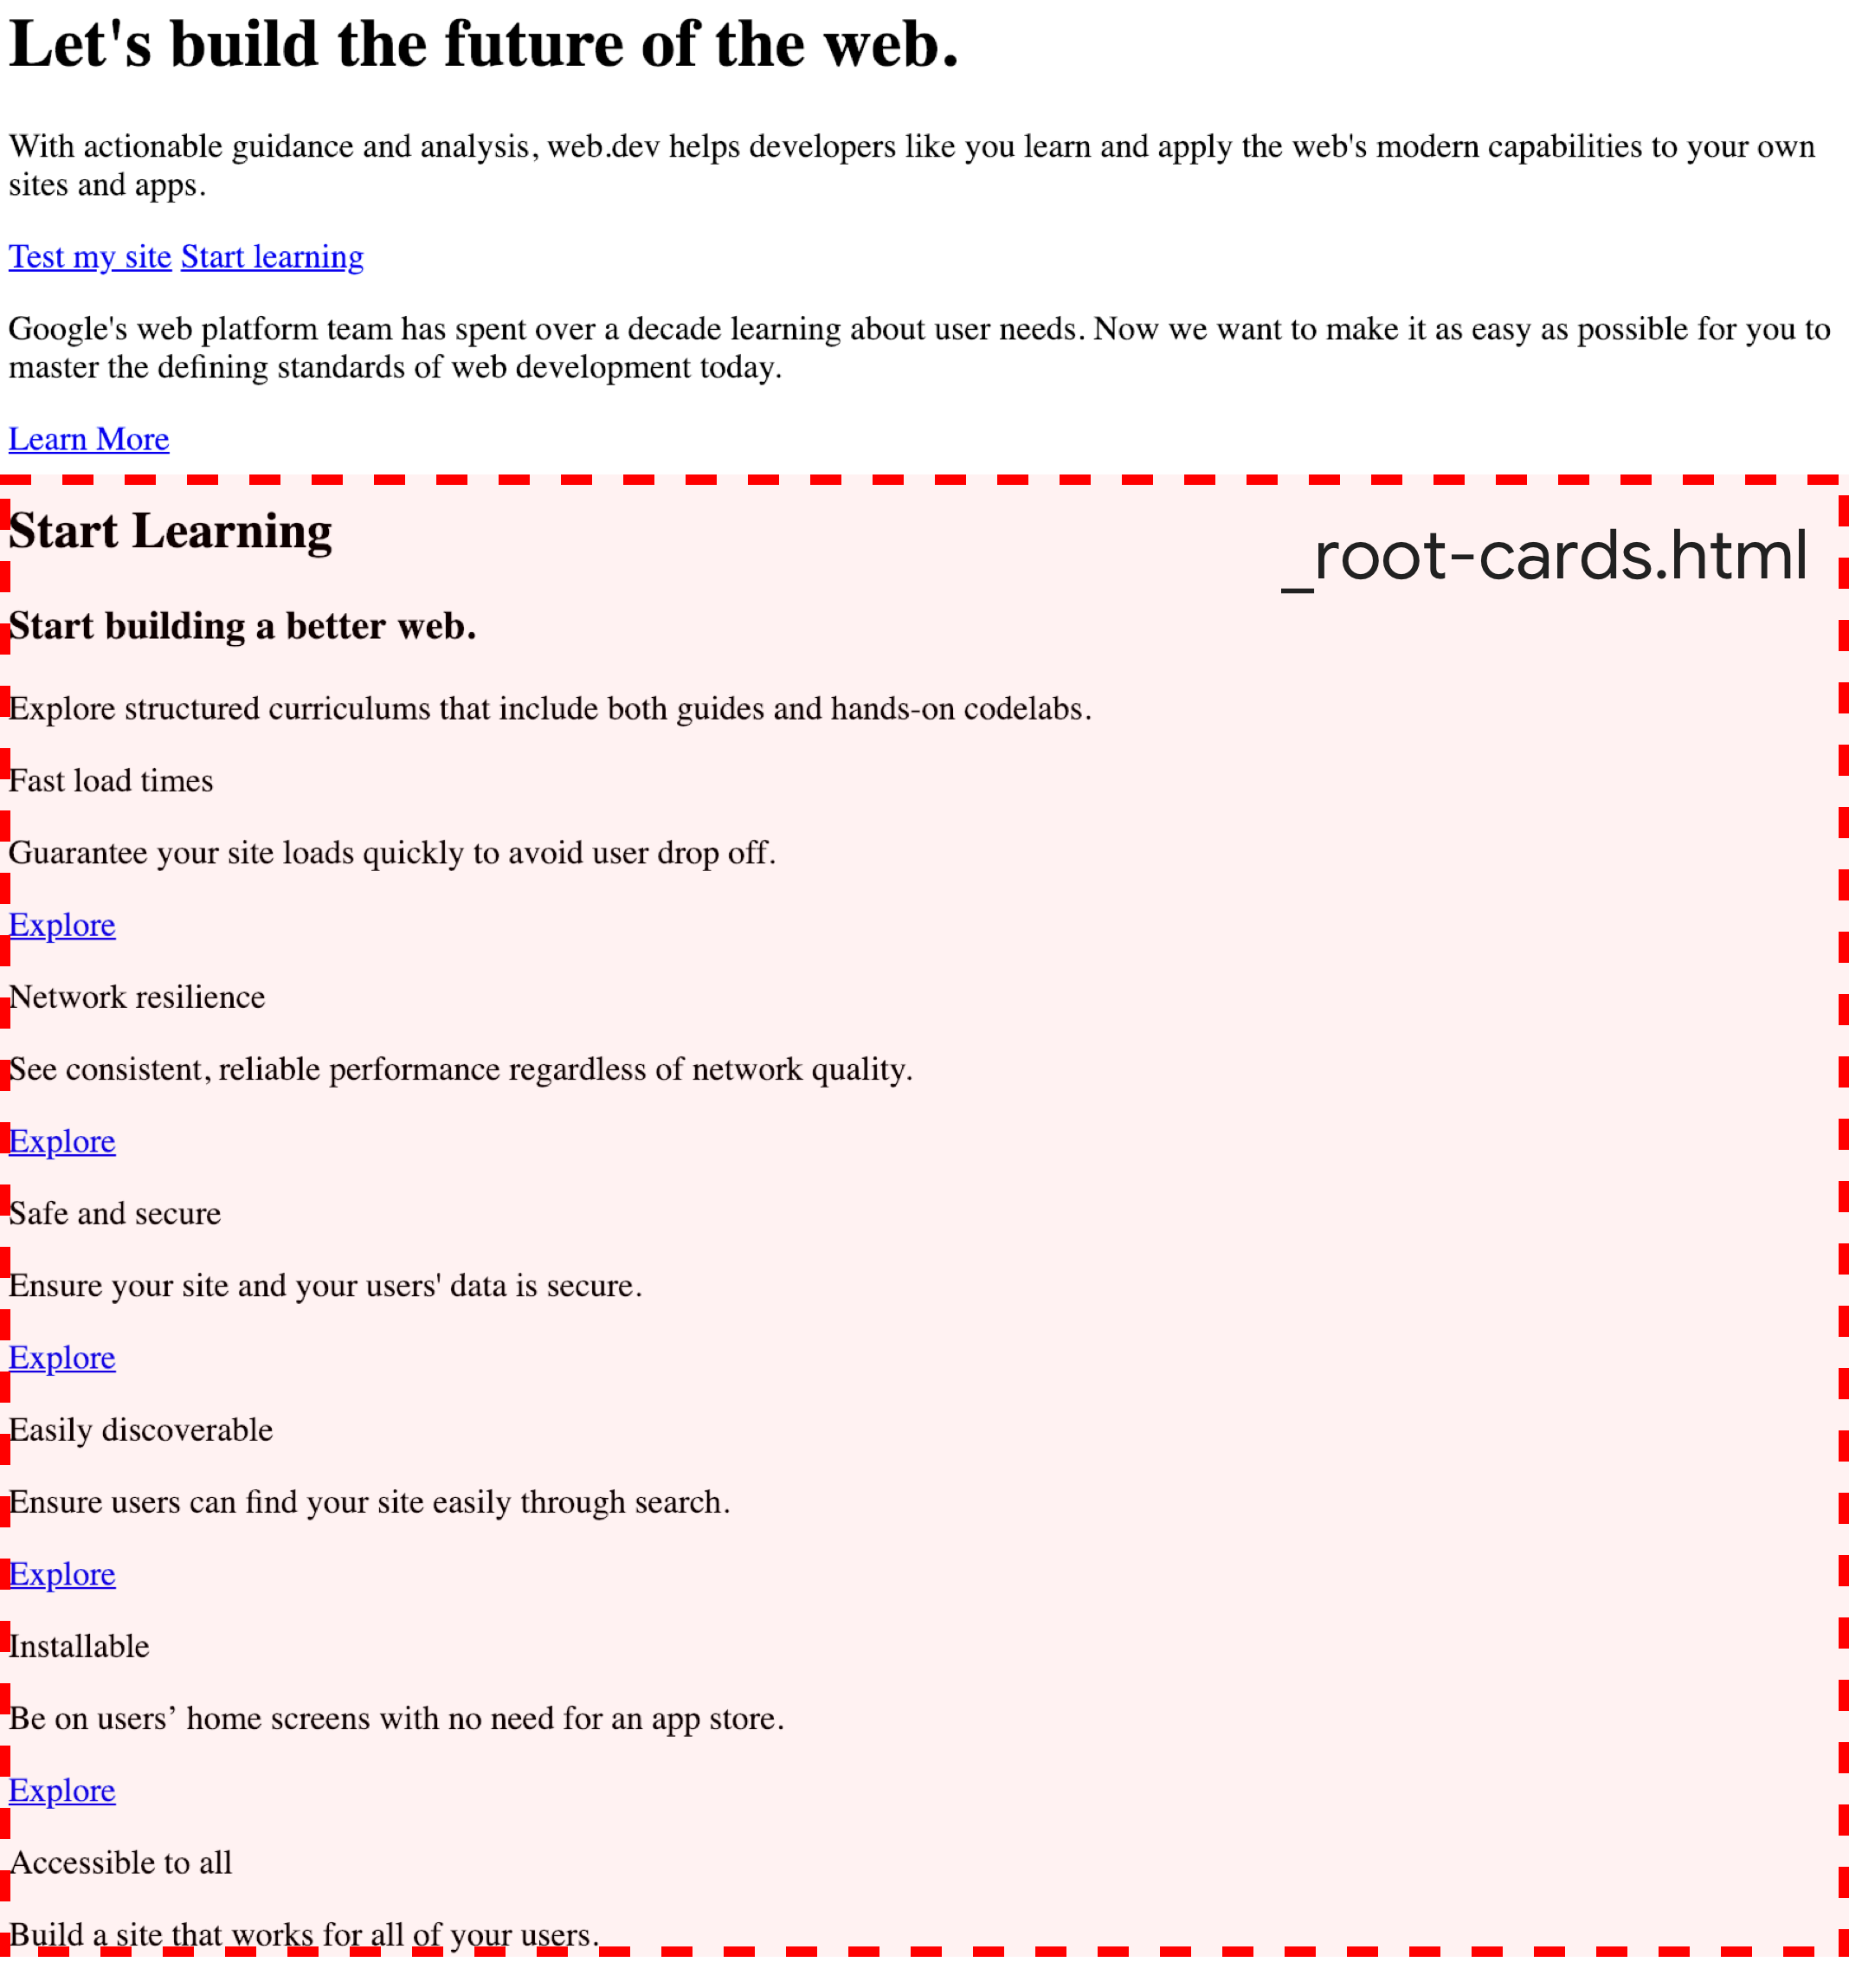 Let's build the future of the web.
With actionable guidance and analysis, web.dev helps developers like you learn and apply the web's modern capabilities to your own
sites and apps.
Test my site Start learning
Google's web platform team has spent over a decade learning about user needs. Now we want to make it as easy as possible for you to
master the defining standards of web development today.
Learn More
Start Learning
_root-cards.html
Start building a better web.
Explore structured curriculums that include both guides and hands-on codelabs.
Fast load times
Guarantee your site loads quickly to avoid user drop off.
Explore
Network resilience
See consistent, reliable performance regardless of network quality.
Explore
Safe and secure
Ensure your site and your users' data is secure.
Explore
Easily discoverable
Ensure users can find your site easily through search.
Explore
Installable
Be on users’ home screens with no need for an app store.
Explore
Accessible to all
Build a site that works for all of your users.